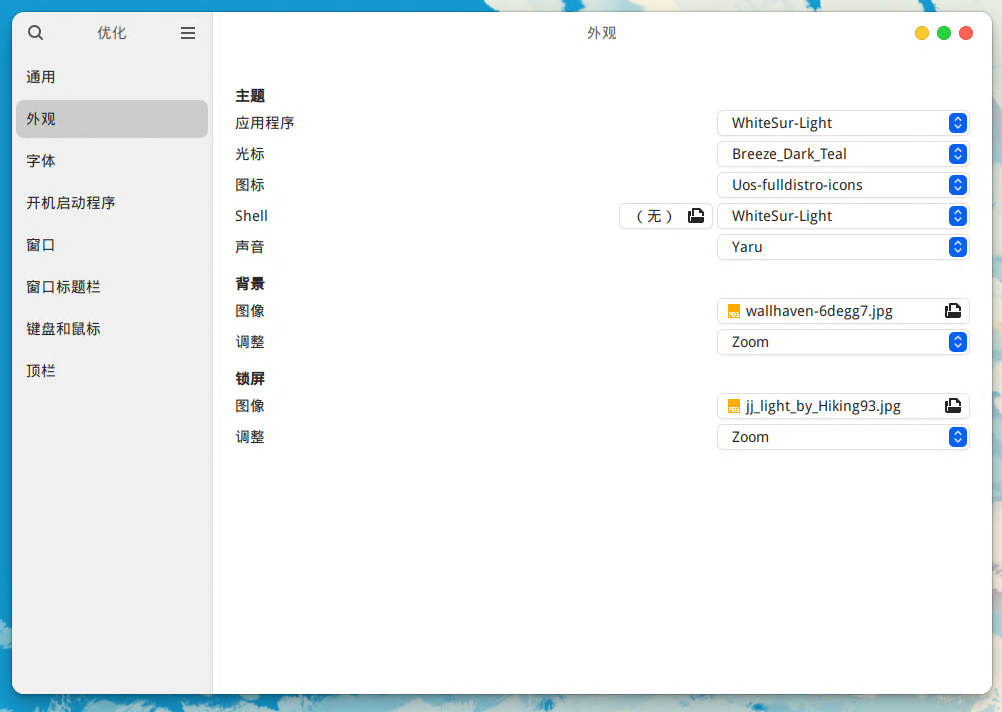 优化
外观
通用
外观
字体
开机启动程序
窗口
窗口标题栏
键盘和鼠标
顶栏
主题
应用程序 WhiteSur-Light
光标 Breeze_Dark_Teal
图标 Uos-fulldistro-icons
Shell （无） WhiteSur-Light
声音 Yaru
背景
图像 wallhaven-6degg7.jpg
调整 Zoom
锁屏
图像 jj_light_by_Hiking93.jpg
调整 Zoom